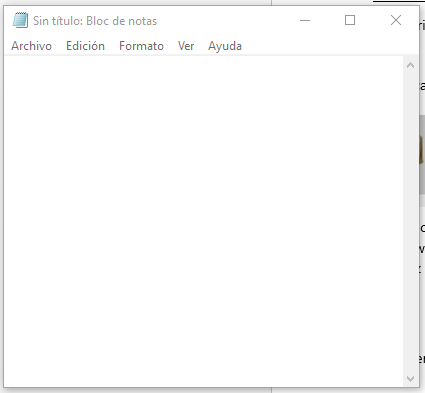 Sin título: Bloc de notas
Archivo Edición Formato Ver Ayuda